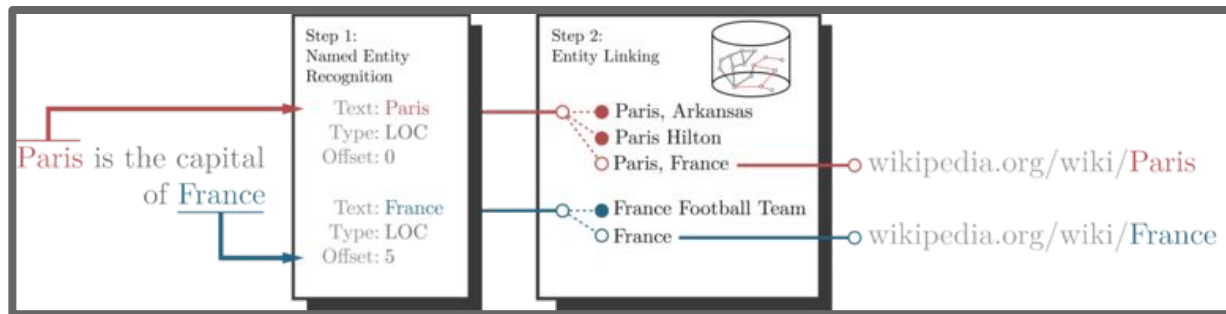 Paris is the capital
of France
Step 1:
Named Entity
Recognition
Text: Paris
Type: LOC
Offset: 0
Text: France
Type: LOC
Offset: 5
Step 2:
Entity Linking
Paris, Arkansas
Paris Hilton
Paris, France
France Football Team
France
wikipedia.org/wiki/Paris
wikipedia.org/wiki/France